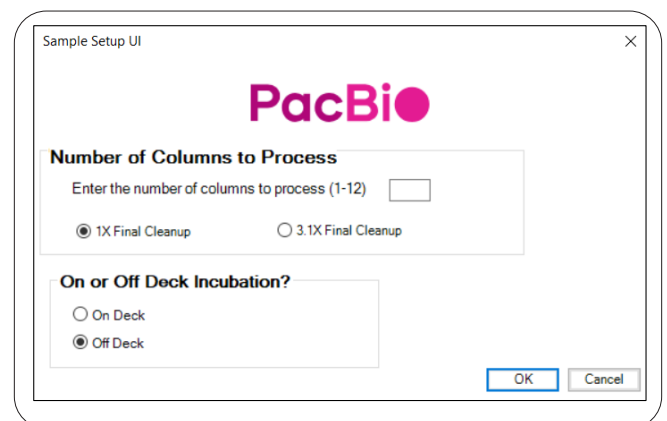 Sample Setup UI
PacBio
Number of Columns to Process
Enter the number of columns to process (1-12)
1X Final Cleanup
3.1X Final Cleanup
On or Off Deck Incubation?
On Deck
Off Deck
OK
Cancel